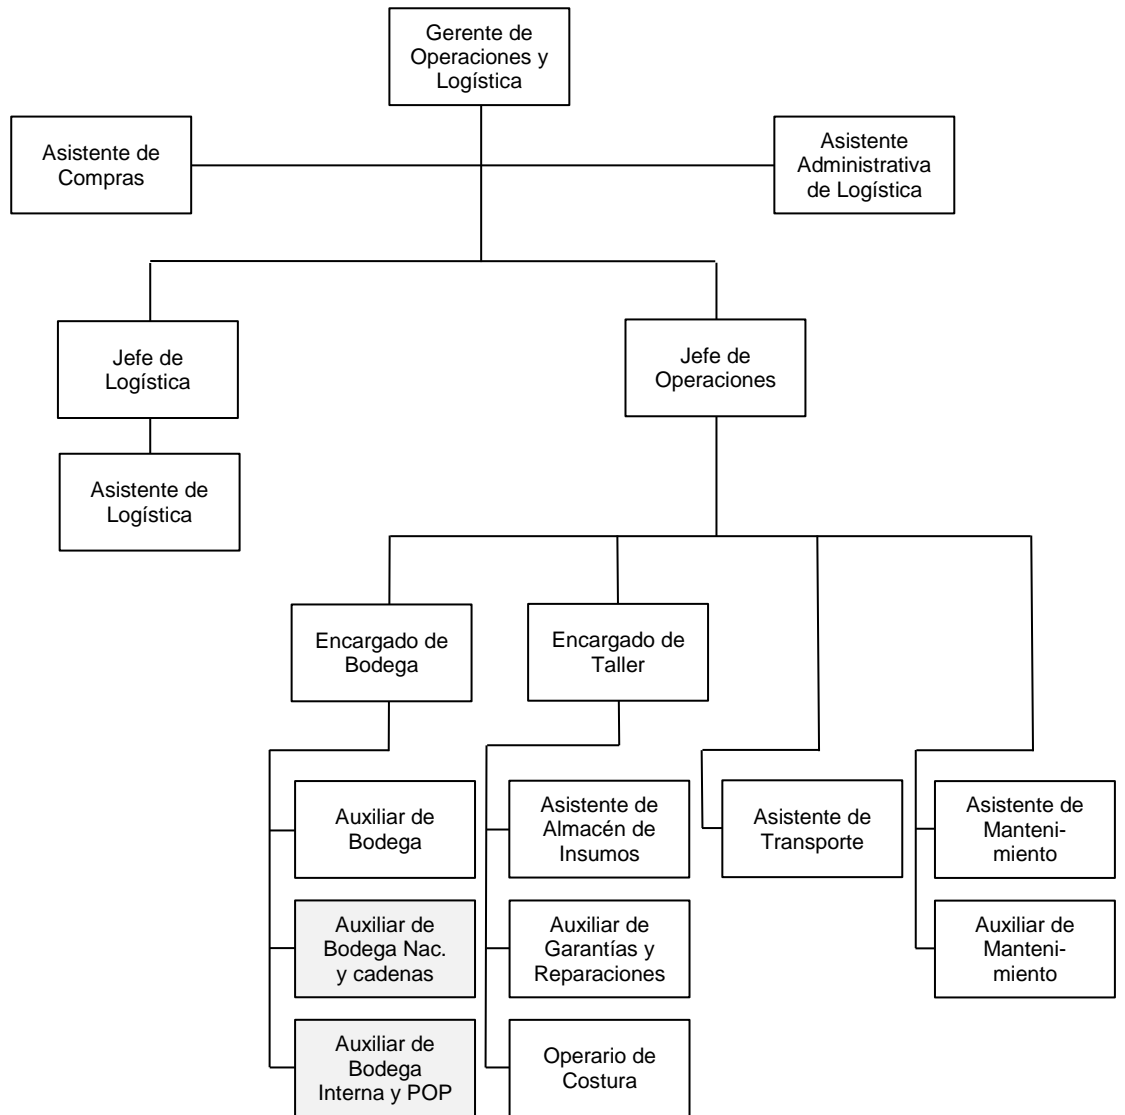 Gerente de
Operaciones y
Logística
Asistente de
Compras
Asistente
Administrativa
de Logística
Jefe de
Logística
Jefe de
Operaciones
Asistente de
Logística
Encargado de
Bodega
Encargado de
Taller
Auxiliar de
Bodega
Asistente de
Almacén de
Insumos
Asistente de
Transporte
Asistente de
Manteni-
miento
Auxiliar de
Bodega Nac.
y cadenas
Auxiliar de
Garantías y
Reparaciones
Auxiliar de
Manteni-
miento
Auxiliar de
Bodega
Interna y POP
Operario de
Costura